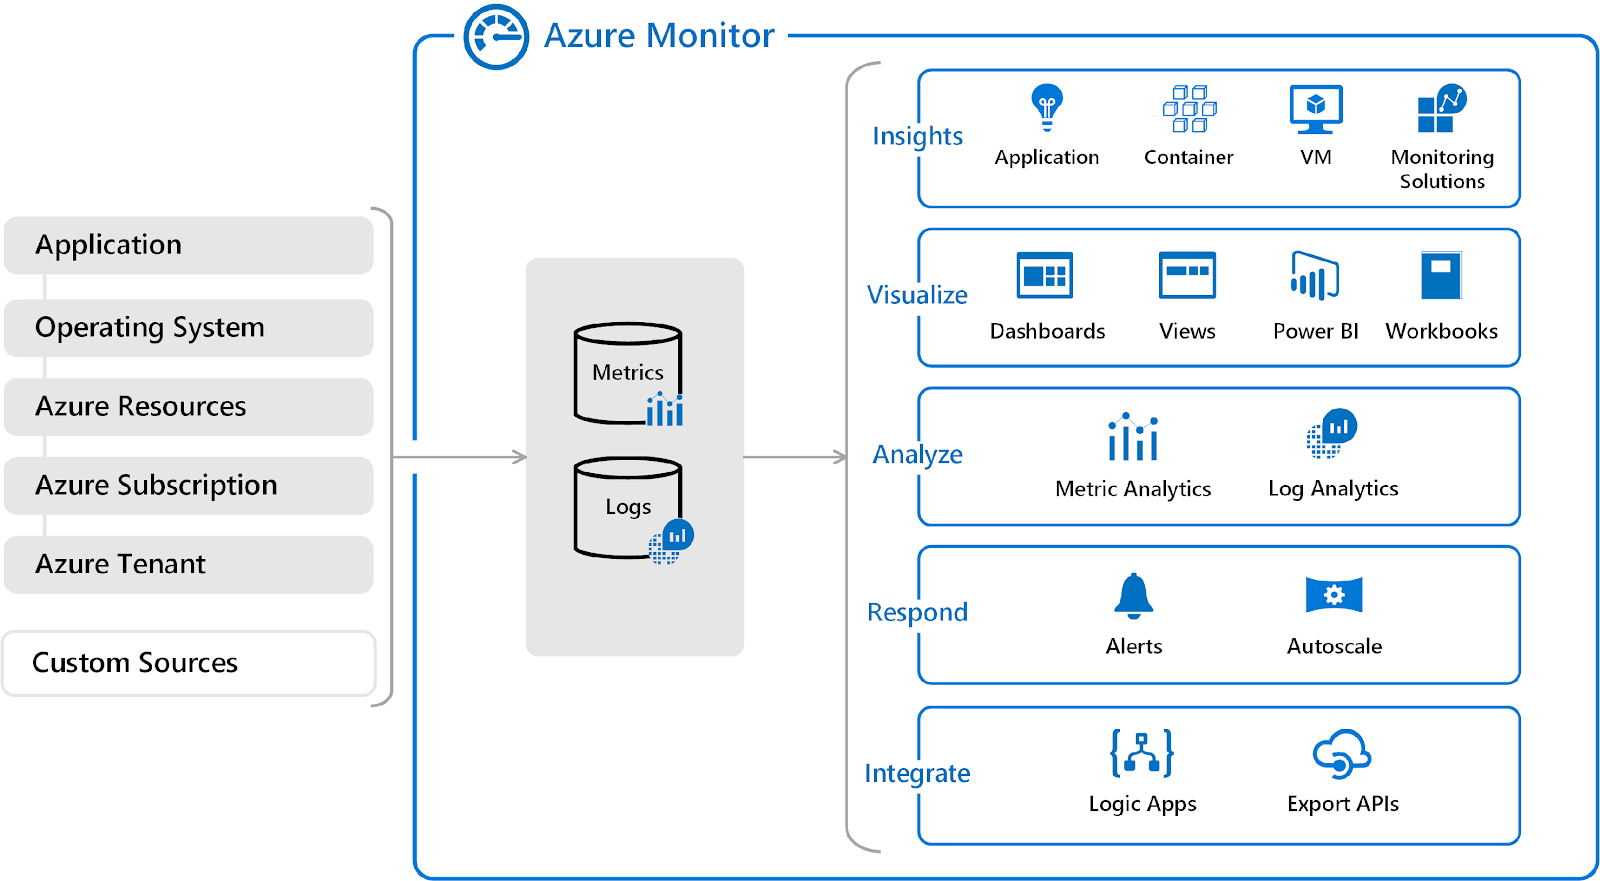 Azure Monitor
Application
Operating System
Azure Resources
Azure Subscription
Azure Tenant
Custom Sources
Metrics
Logs
Insights
Application
Container
VM
Monitoring
Solutions
Visualize
Dashboards
Views
Power BI
Workbooks
Analyze
Metric Analytics
Log Analytics
Respond
Alerts
Autoscale
Integrate
Logic Apps
Export APIs